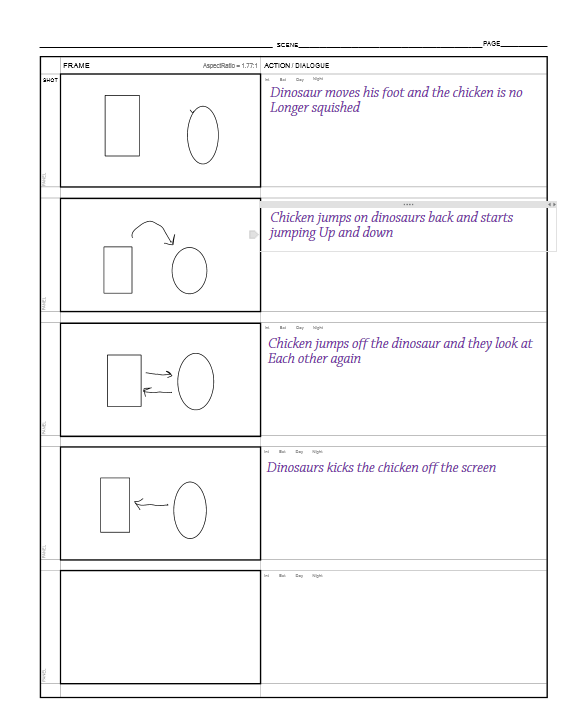 SCENE
PAGE
FRAME
AspectRatio = 1.77:1
ACTION / DIALOGUE
SHOT
Int Ext Day Night
Dinosaur moves his foot and the chicken is no
Longer squished
PANEL
Chicken jumps on dinosaurs back and starts
jumping Up and down
PANEL
Int Ext Day Night
Chicken jumps off the dinosaur and they look at
Each other again
PANEL
Int Ext Day Night
Dinosaurs kicks the chicken off the screen
PANEL
Int Ext Day Night
PANEL